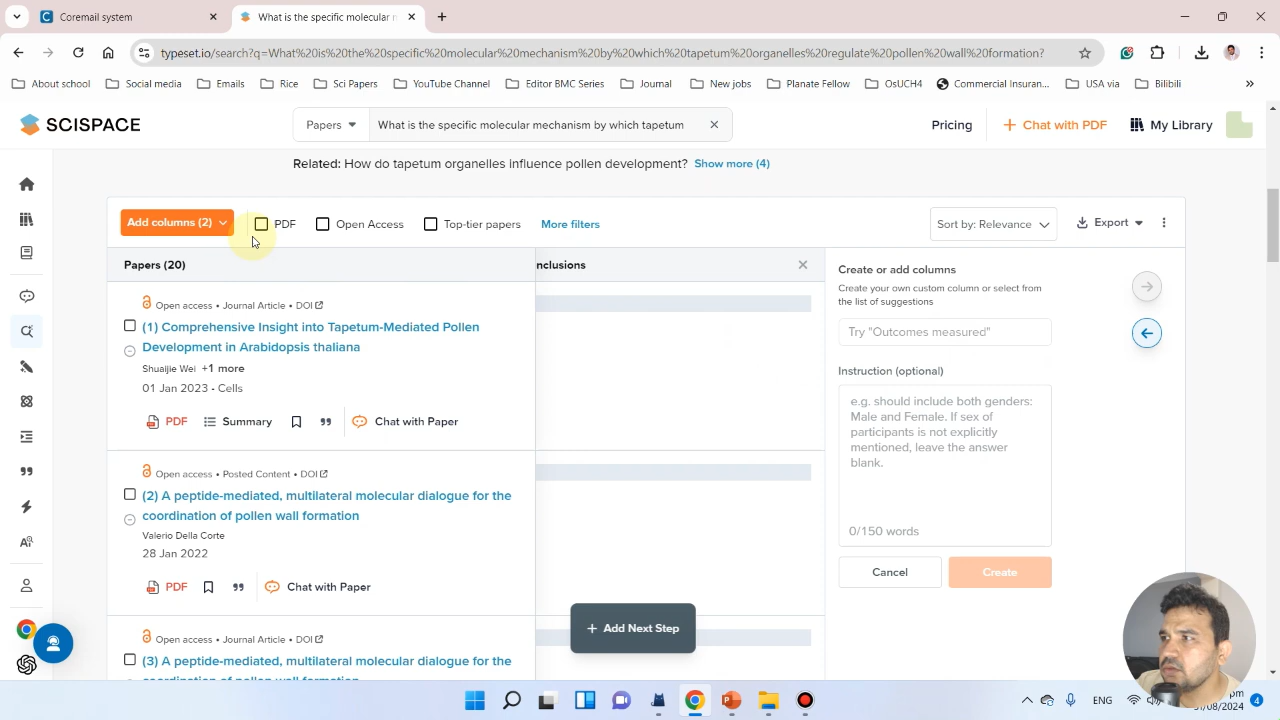 Coremail system
What is the specific molecular r
typeset.io/search?q=What%20is%20the%20specific%20molecular%20mechanism%20by%20which%20tapetum%20organelles%20regulate%20pollen%20wall%20formation?
About school
Social media
Emails
Rice
Sci Papers
YouTube Channel
Editor BMC Series
Journal
New jobs
Planate Fellow
OsUCH4
Commercial Insuran...
USA via
Bilibili
»
SCISPACE
Papers
What is the specific molecular mechanism by which tapetum
Pricing
+ Chat with PDF
My Library
Related: How do tapetum organelles influence pollen development? Show more (4)
Add columns (2)
PDF
Open Access
Top-tier papers
More filters
Sort by: Relevance
Export
Papers (20)
nclusions
Create or add columns
Create your own custom column or select from
the list of suggestions
Try "Outcomes measured"
Instruction (optional)
e.g. should include both genders:
Male and Female. If sex of
participants is not explicitly
mentioned, leave the answer
blank.
0/150 words
Cancel
Create
Open access • Journal Article • DOI
(1) Comprehensive Insight into Tapetum-Mediated Pollen
Development in Arabidopsis thaliana
Shuaijie Wei +1 more
01 Jan 2023 • Cells
PDF
Summary
Chat with Paper
Open access • Posted Content • DOI
(2) A peptide-mediated, multilateral molecular dialogue for the
coordination of pollen wall formation
Valerio Della Corte
28 Jan 2022
PDF
Chat with Paper
+ Add Next Step
Open access • Journal Article • DOI
(3) A peptide-mediated, multilateral molecular dialogue for the
coordination of pollen wall formation
ENG
pm
08/2024
4